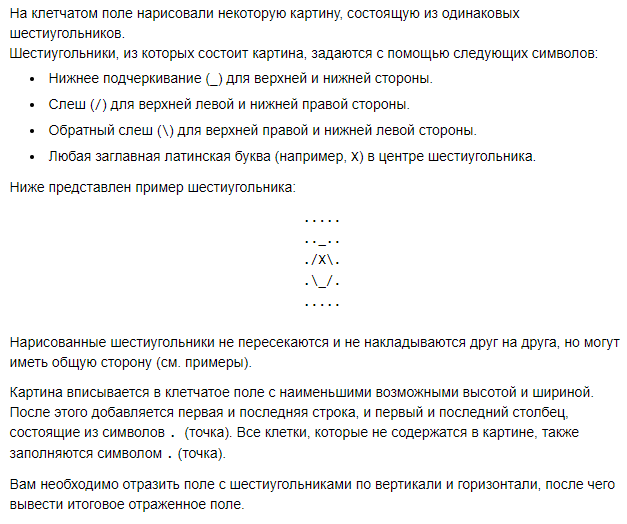 На клетчатом поле нарисовали некоторую картину, состоящую из одинаковых
шестиугольников.
Шестиугольники, из которых состоит картина, задаются с помощью следующих символов:
• Нижнее подчеркивание (_) для верхней и нижней стороны.
• Слеш (/) для верхней левой и нижней правой стороны.
• Обратный слеш (\) для верхней правой и нижней левой стороны.
• Любая заглавная латинская буква (например, X) в центре шестиугольника.
Ниже представлен пример шестиугольника:
.....
.._..
./X\.
.\_/.
.....
Нарисованные шестиугольники не пересекаются и не накладываются друг на друга, но могут
иметь общую сторону (см. примеры).
Картина вписывается в клетчатое поле с наименьшими возможными высотой и шириной.
После этого добавляется первая и последняя строка, и первый и последний столбец,
состоящие из символов . (точка). Все клетки, которые не содержатся в картине, также
заполняются символом . (точка).
Вам необходимо отразить поле с шестиугольниками по вертикали и горизонтали, после чего
вывести итоговое отраженное поле.